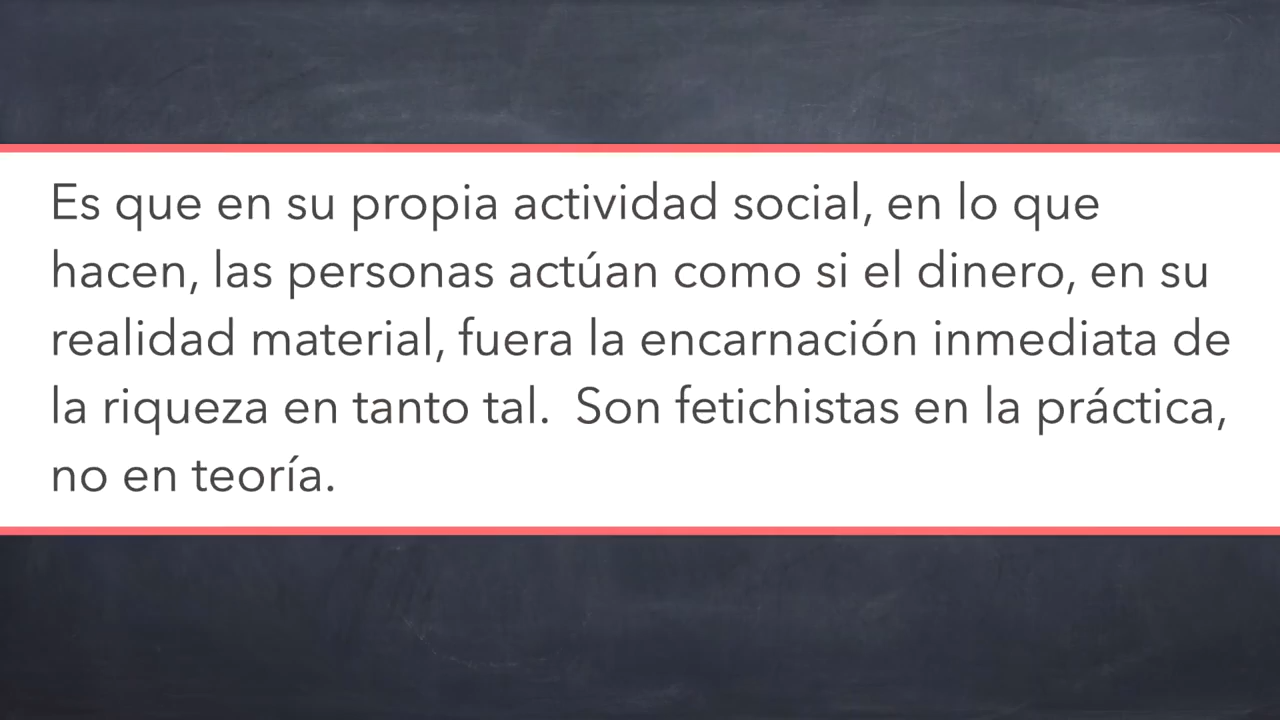 Es que en su propia actividad social, en lo que
hacen, las personas actúan como si el dinero, en su
realidad material, fuera la encarnación inmediata de
la riqueza en tanto tal.  Son fetichistas en la práctica,
no en teoría.